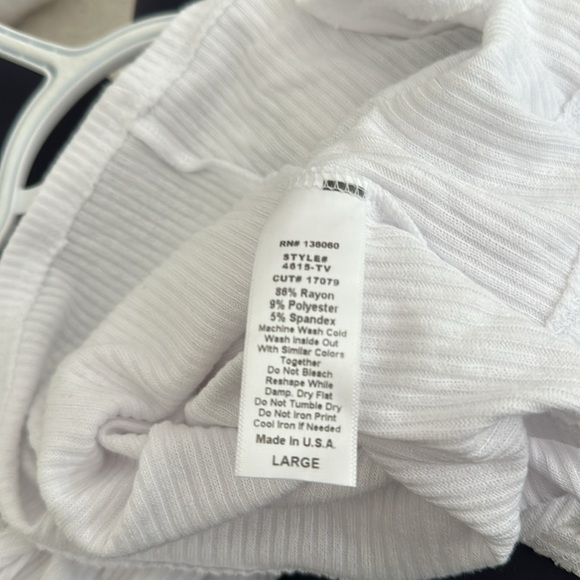 RN# 138060
STYLE#
4615-TV
CUT# 17079
86% Rayon
9% Polyester
5% Spandex
Machine Wash Cold
Wash Inside Out
With Similar Colors
Together
Do Not Bleach
Reshape While
Damp, Dry Flat
Do Not Tumble Dry
Do Not Iron Print
Cool Iron If Needed
Made In U.S.A.
LARGE